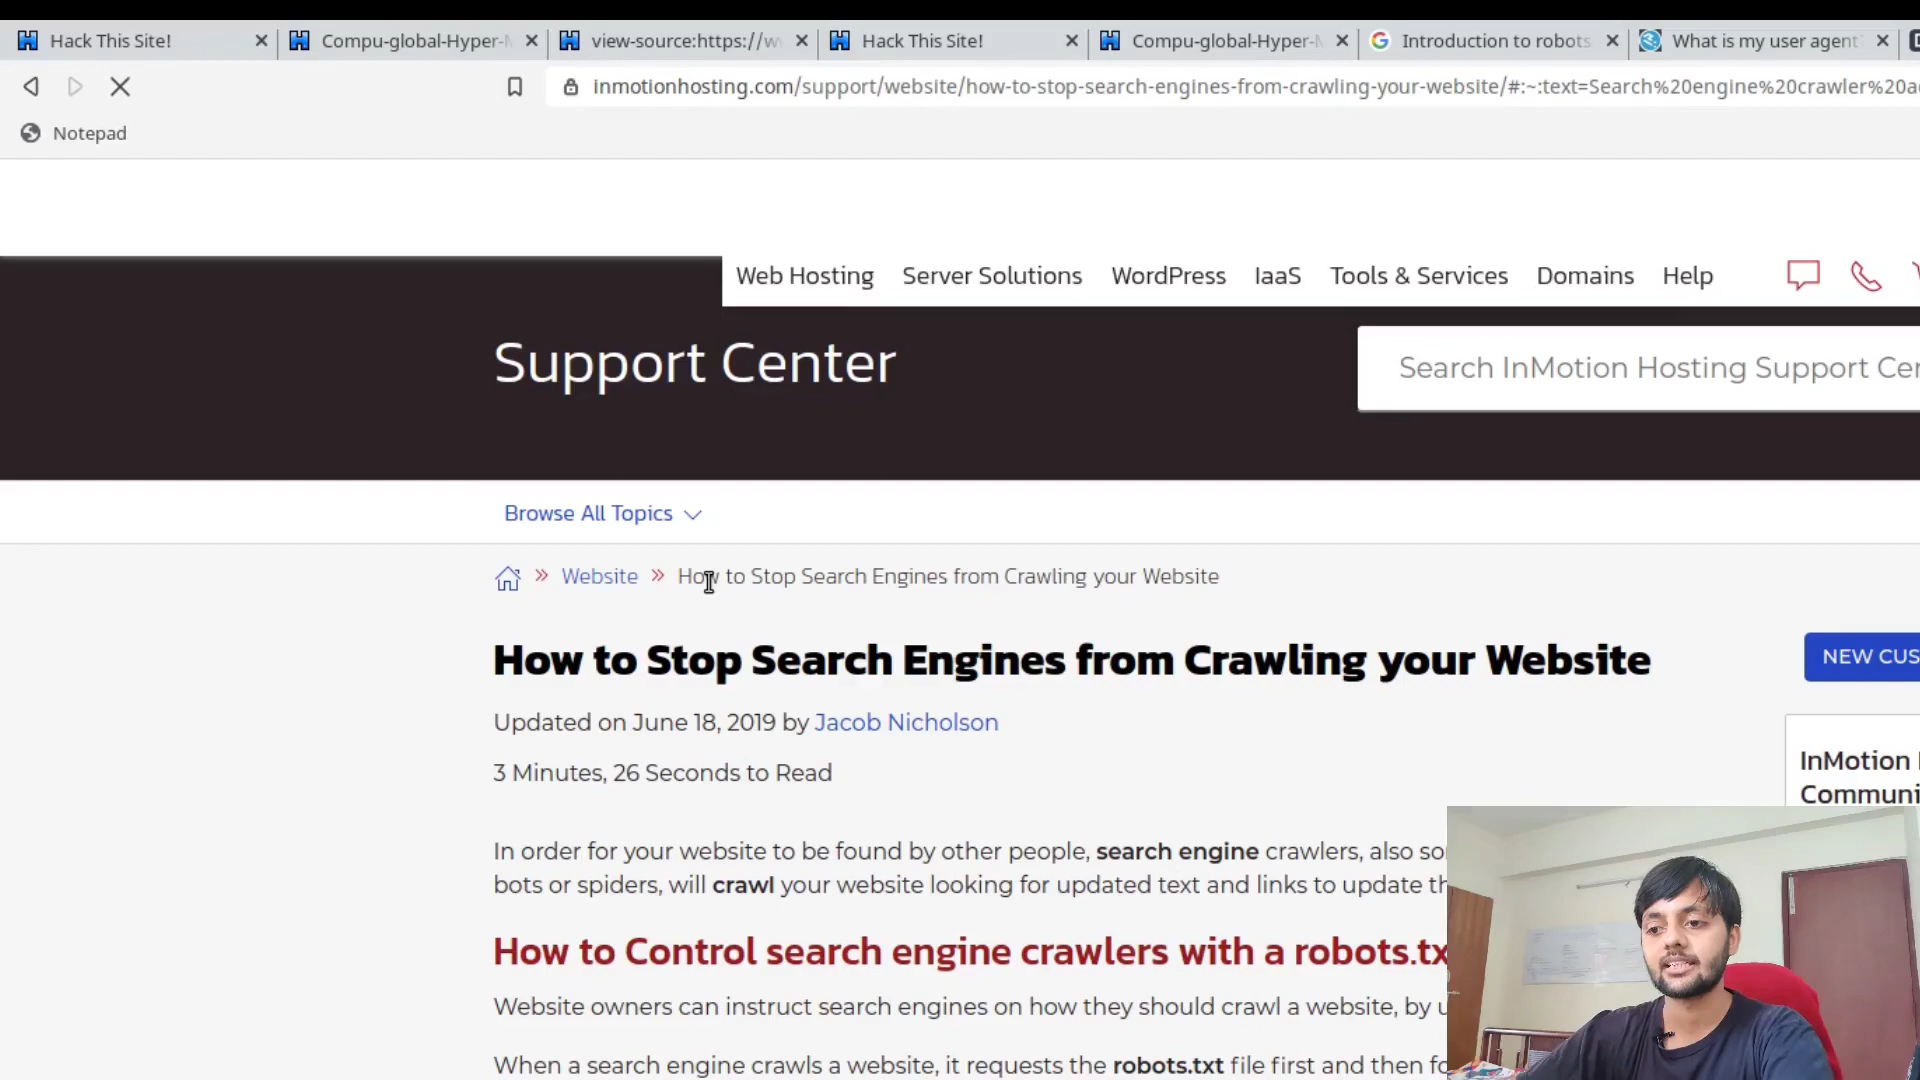 Hack This Site!
Compu-global-Hyper-
view-source:https://w
Hack This Site!
Compu-global-Hyper-
Introduction to robots
What is my user agent
inmotionhosting.com/support/website/how-to-stop-search-engines-from-crawling-your-website/#:~:text=Search%20engine%20crawler%20a
Notepad
Web Hosting Server Solutions WordPress IaaS Tools & Services Domains Help
Support Center
Search InMotion Hosting Support Cen
Browse All Topics
Website » How to Stop Search Engines from Crawling your Website
How to Stop Search Engines from Crawling your Website
NEW CUS
Updated on June 18, 2019 by Jacob Nicholson
3 Minutes, 26 Seconds to Read
InMotion
Communi
In order for your website to be found by other people, search engine crawlers, also so
bots or spiders, will crawl your website looking for updated text and links to update th
How to Control search engine crawlers with a robots.tx
Website owners can instruct search engines on how they should crawl a website, by u
When a search engine crawls a website, it requests the robots.txt file first and then fo